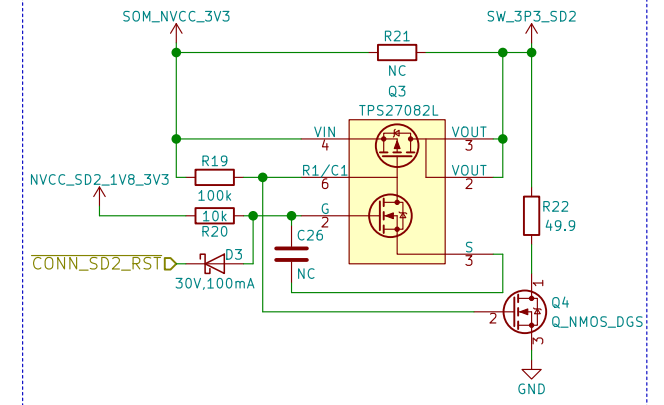 SOM_NVCC_3V3
SW_3P3_SD2
R21
NC
Q3
TPS27082L
VIN
4
VOUT
3
R19
100k
R1/C1
6
VOUT
2
NVCC_SD2_1V8_3V3
10k
R20
G
2
C26
NC
R22
49.9
CONN_SD2_RST
D3
30V,100mA
S
3
1
Q4
2
Q_NMOS_DGS
3
GND